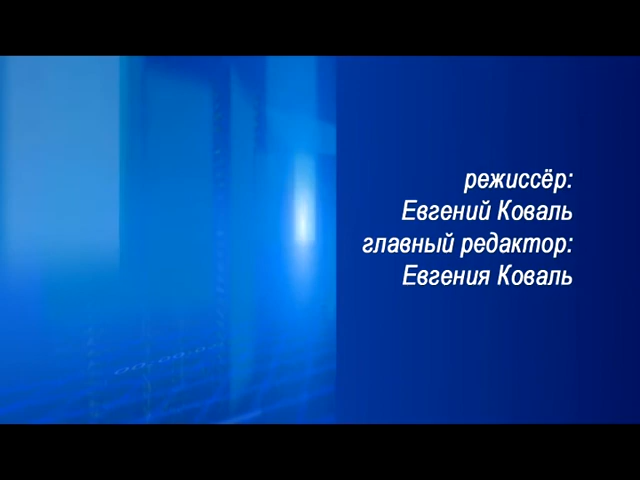 режиссёр:
Евгений Коваль
главный редактор:
Евгения Коваль